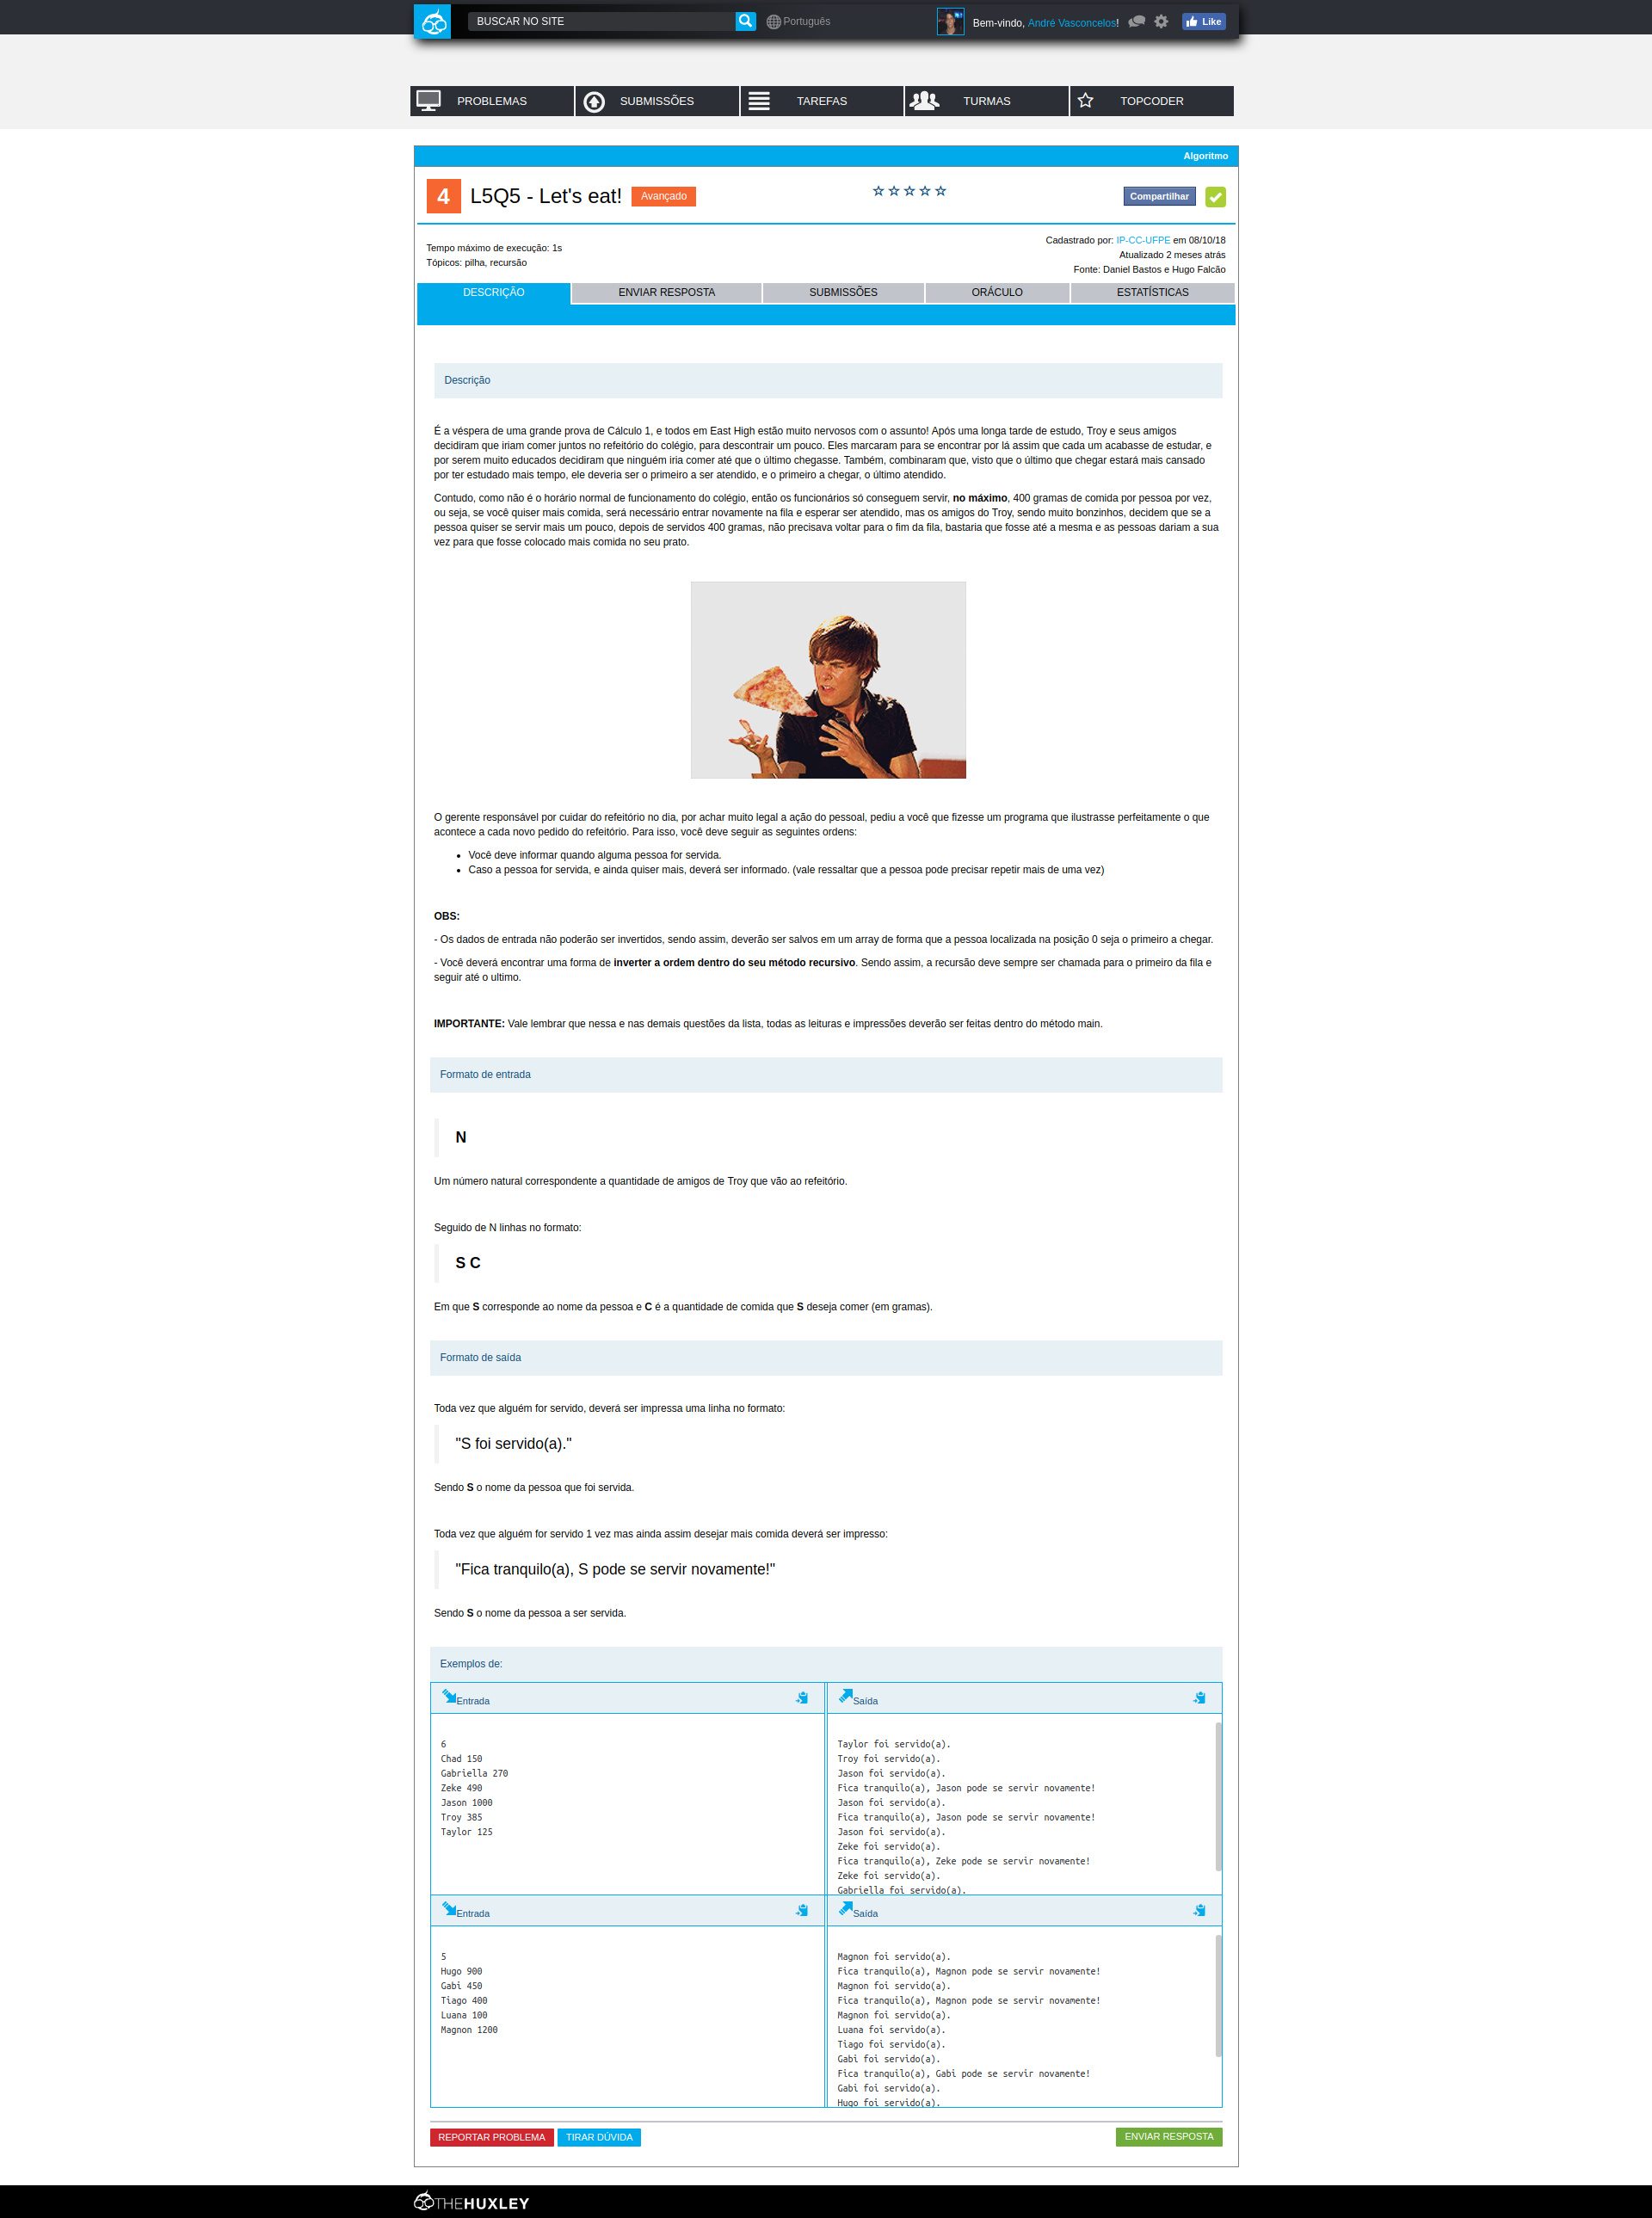 BUSCAR NO SITE
Português
Bem-vindo, André Vasconcelos!
Like
PROBLEMAS
SUBMISSÕES
TAREFAS
TURMAS
TOPCODER
Algoritmo
4
L5Q5 - Let's eat!
Avançado
Compartilhar
Tempo máximo de execução: 1s
Tópicos: pilha, recursão
Cadastrado por: IP-CC-UFPE em 08/10/18
Atualizado 2 meses atrás
Fonte: Daniel Bastos e Hugo Falcão
DESCRIÇÃO
ENVIAR RESPOSTA
SUBMISSÕES
ORÁCULO
ESTATÍSTICAS
Descrição
É a véspera de uma grande prova de Cálculo 1, e todos em East High estão muito nervosos com o assunto! Após uma longa tarde de estudo, Troy e seus amigos
decidiram que iriam comer juntos no refeitório do colégio, para descontrair um pouco. Eles marcaram para se encontrar por lá assim que cada um acabasse de estudar, e
por serem muito educados decidiram que ninguém iria comer até que o último chegasse. Também, combinaram que, visto que o último que chegar estará mais cansado
por ter estudado mais tempo, ele deveria ser o primeiro a ser atendido, e o primeiro a chegar, o último atendido.
Contudo, como não é o horário normal de funcionamento do colégio, então os funcionários só conseguem servir, no máximo, 400 gramas de comida por pessoa por vez,
ou seja, se você quiser mais comida, será necessário entrar novamente na fila e esperar ser atendido, mas os amigos do Troy, sendo muito bonzinhos, decidem que se a
pessoa quiser se servir mais um pouco, depois de servidos 400 gramas, não precisava voltar para o fim da fila, bastaria que fosse até a mesma e as pessoas dariam a sua
vez para que fosse colocado mais comida no seu prato.
O gerente responsável por cuidar do refeitório no dia, por achar muito legal a ação do pessoal, pediu a você que fizesse um programa que ilustrasse perfeitamente o que
acontece a cada novo pedido do refeitório. Para isso, você deve seguir as seguintes ordens:
• Você deve informar quando alguma pessoa for servida.
• Caso a pessoa for servida, e ainda quiser mais, deverá ser informado. (vale ressaltar que a pessoa pode precisar repetir mais de uma vez)
OBS:
- Os dados de entrada não poderão ser invertidos, sendo assim, deverão ser salvos em um array de forma que a pessoa localizada na posição 0 seja o primeiro a chegar.
- Você deverá encontrar uma forma de inverter a ordem dentro do seu método recursivo. Sendo assim, a recursão deve sempre ser chamada para o primeiro da fila e
seguir até o ultimo.
IMPORTANTE: Vale lembrar que nessa e nas demais questões da lista, todas as leituras e impressões deverão ser feitas dentro do método main.
Formato de entrada
N
Um número natural correspondente a quantidade de amigos de Troy que vão ao refeitório.
Seguido de N linhas no formato:
S C
Em que S corresponde ao nome da pessoa e C é a quantidade de comida que S deseja comer (em gramas).
Formato de saída
Toda vez que alguém for servido, deverá ser impressa uma linha no formato:
"S foi servido(a)."
Sendo S o nome da pessoa que foi servida.
Toda vez que alguém for servido 1 vez mas ainda assim desejar mais comida deverá ser impresso:
"Fica tranquilo(a), S pode se servir novamente!"
Sendo S o nome da pessoa a ser servida.
Exemplos de:
Entrada
6
Chad 150
Gabriella 270
Zeke 490
Jason 1000
Troy 385
Taylor 125
Saída
Taylor foi servido(a).
Troy foi servido(a).
Jason foi servido(a).
Fica tranquilo(a), Jason pode se servir novamente!
Jason foi servido(a).
Fica tranquilo(a), Jason pode se servir novamente!
Jason foi servido(a).
Zeke foi servido(a).
Fica tranquilo(a), Zeke pode se servir novamente!
Zeke foi servido(a).
Gabriella foi servido(a).
Entrada
5
Hugo 900
Gabi 450
Tiago 400
Luana 100
Magnon 1200
Saída
Magnon foi servido(a).
Fica tranquilo(a), Magnon pode se servir novamente!
Magnon foi servido(a).
Fica tranquilo(a), Magnon pode se servir novamente!
Magnon foi servido(a).
Luana foi servido(a).
Tiago foi servido(a).
Gabi foi servido(a).
Fica tranquilo(a), Gabi pode se servir novamente!
Gabi foi servido(a).
Hugo foi servido(a).
REPORTAR PROBLEMA
TIRAR DÚVIDA
ENVIAR RESPOSTA
THEHUXLEY